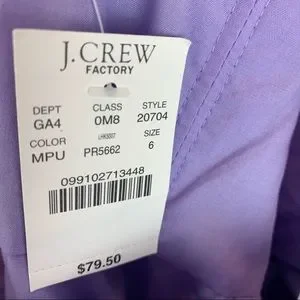 J.CREW
FACTORY
DEPT CLASS STYLE
GA4 0M8 20704
COLOR SIZE
MPU PR5662 6
099102713448
$79.50